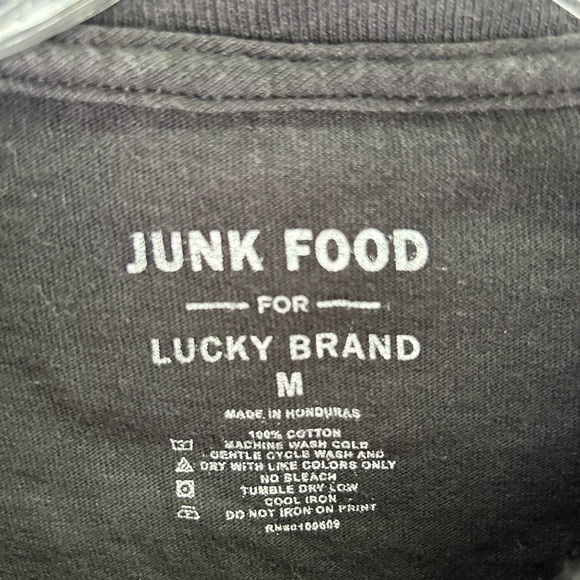 JUNK FOOD
FOR
LUCKY BRAND
M
MADE IN HONDURAS
100% COTTON
MACHINE WASH COLD
GENTLE CYCLE WASH AND
DRY WITH LIKE COLORS ONLY
NO BLEACH
TUMBLE DRY LOW
COOL IRON
DO NOT IRON ON PRINT